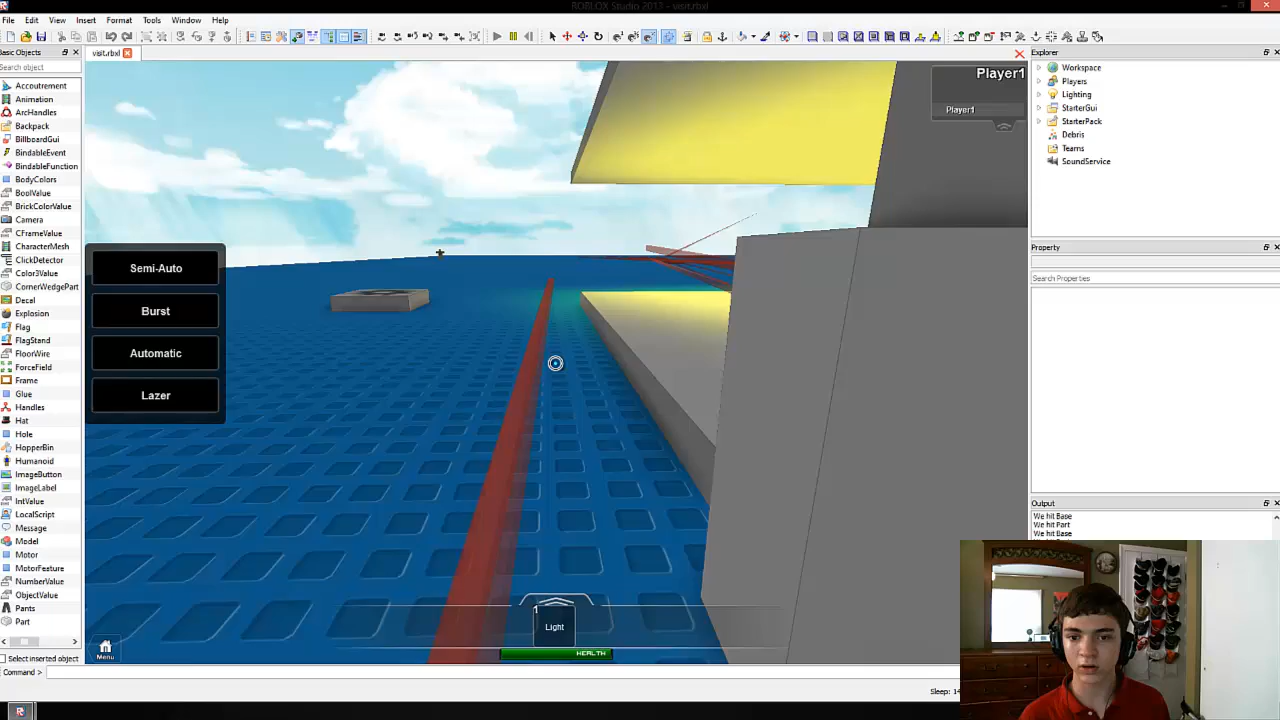 ROBLOX Studio 2013 - visit.rbxl
File Edit View Insert Format Tools Window Help
Basic Objects
visit.rbxl
Search object
Accoutrement
Animation
ArcHandles
Backpack
BillboardGui
BindableEvent
BindableFunction
BodyColors
BoolValue
BrickColorValue
Camera
CFrameValue
CharacterMesh
ClickDetector
Color3Value
CornerWedgePart
Decal
Explosion
Flag
FlagStand
FloorWire
ForceField
Frame
Glue
Handles
Hat
Hole
HopperBin
Humanoid
ImageButton
ImageLabel
IntValue
LocalScript
Message
Model
Motor
MotorFeature
NumberValue
ObjectValue
Parts
Part
Select inserted object
Command >
Semi-Auto
Burst
Automatic
Lazer
Player1
Player1
Menu
1
Light
HEALTH
Explorer
Workspace
Players
Lighting
StarterGui
StarterPack
Debris
Teams
SoundService
Property
Search Properties
Output
We hit Base
We hit Part
We hit Base